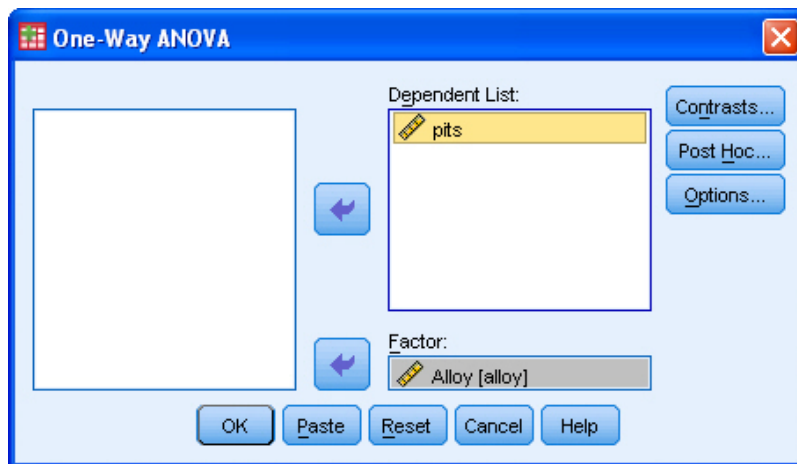 One-Way ANOVA
Dependent List:
pits
Contrasts...
Post Hoc...
Options...
Factor:
Alloy [alloy]
OK Paste Reset Cancel Help